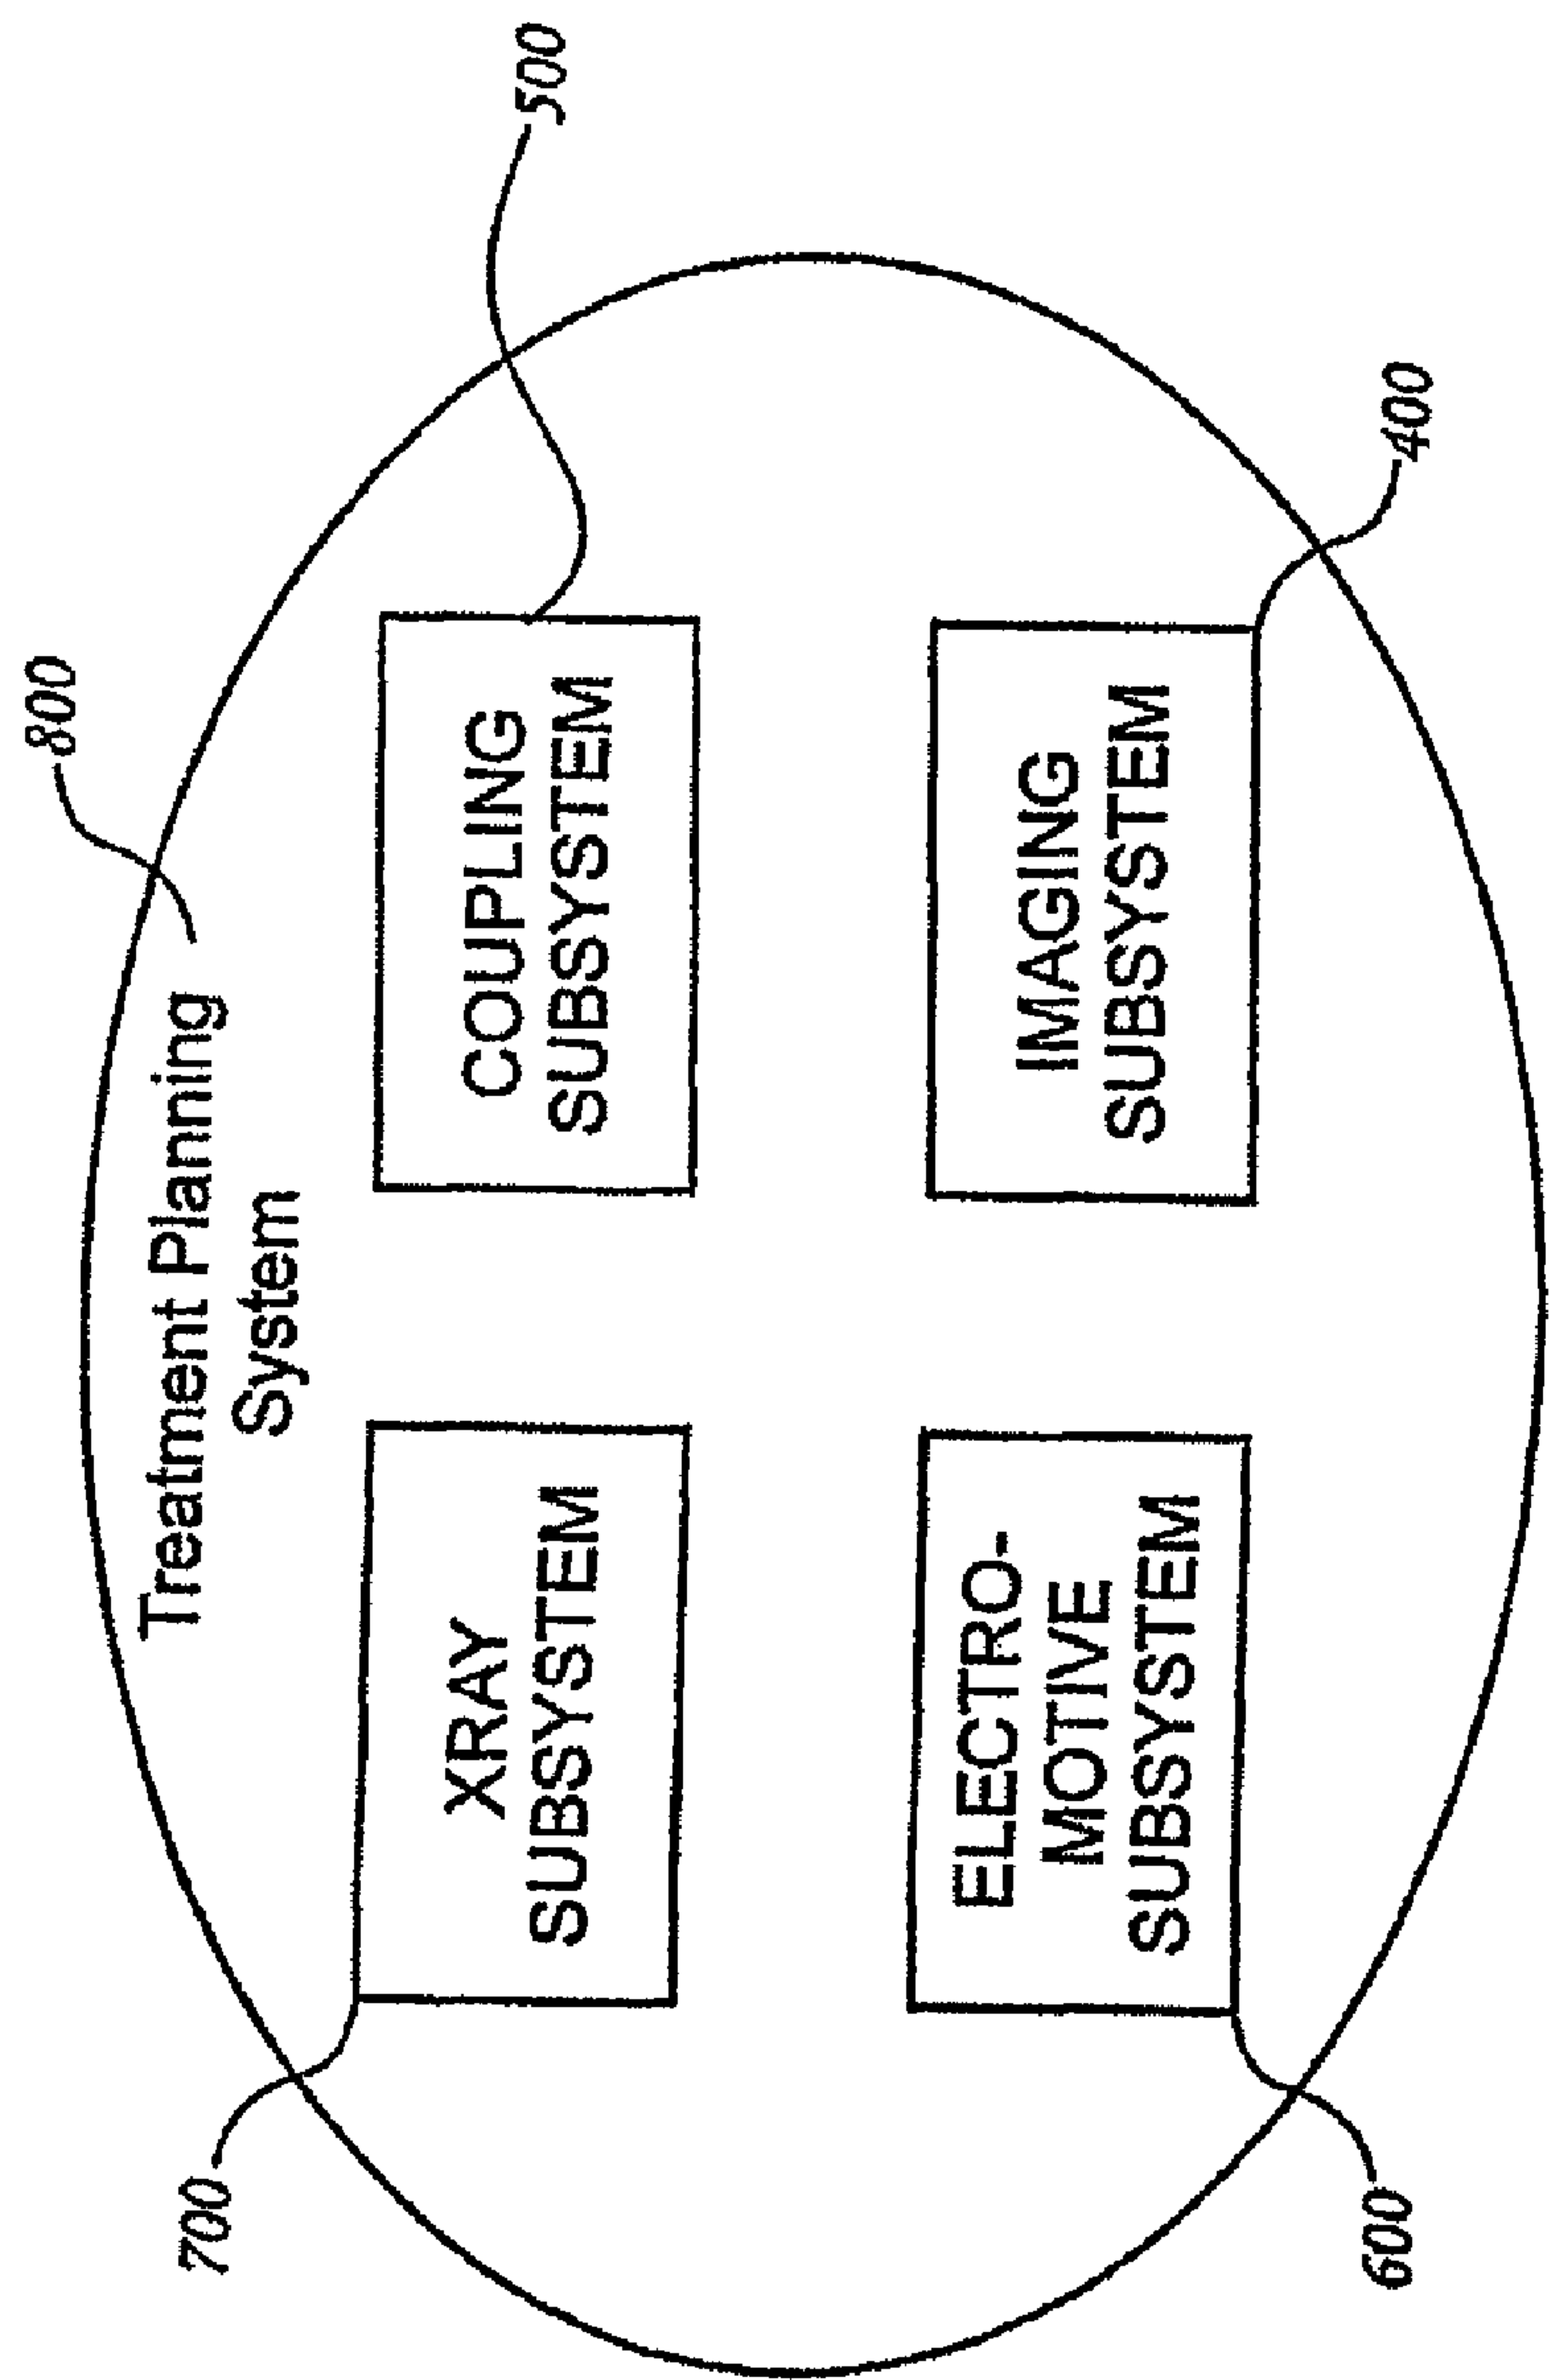 800
Treatment Planning
System
500
700
XRAY
SUBSYSTEM
COUPLING
SUBSYSTEM
ELECTRO-
MOTIVE
SUBSYSTEM
IMAGING
SUBSYSTEM
600
400